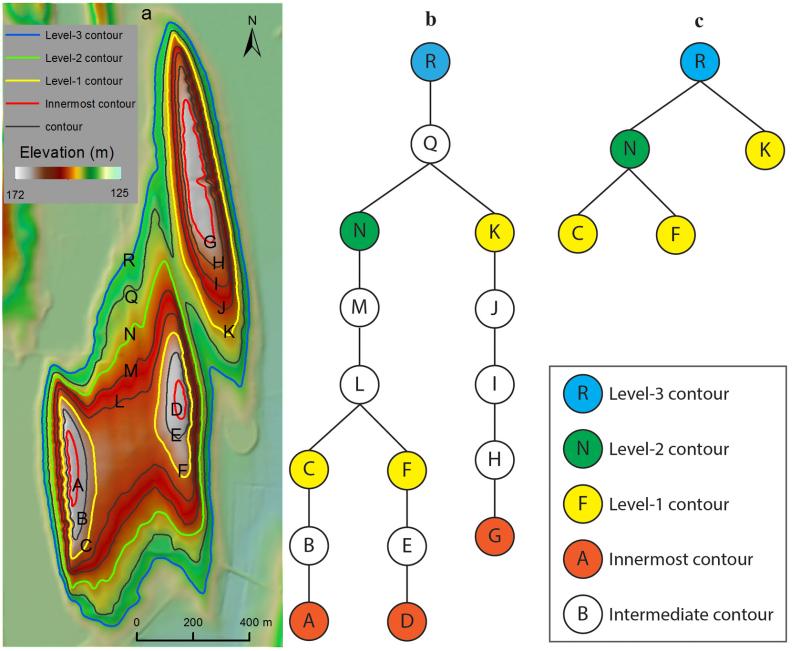 a
Level-3 contour
Level-2 contour
Level-1 contour
Innermost contour
contour
Elevation (m)
172 125
N
G
H
I
J
K
R
Q
N
M
L
D
E
F
A
B
C
0 200 400 m
b
R
Q
N K
M J
L I
C F H
B E G
A D
c
R
N K
C F
R Level-3 contour
N Level-2 contour
F Level-1 contour
A Innermost contour
B Intermediate contour